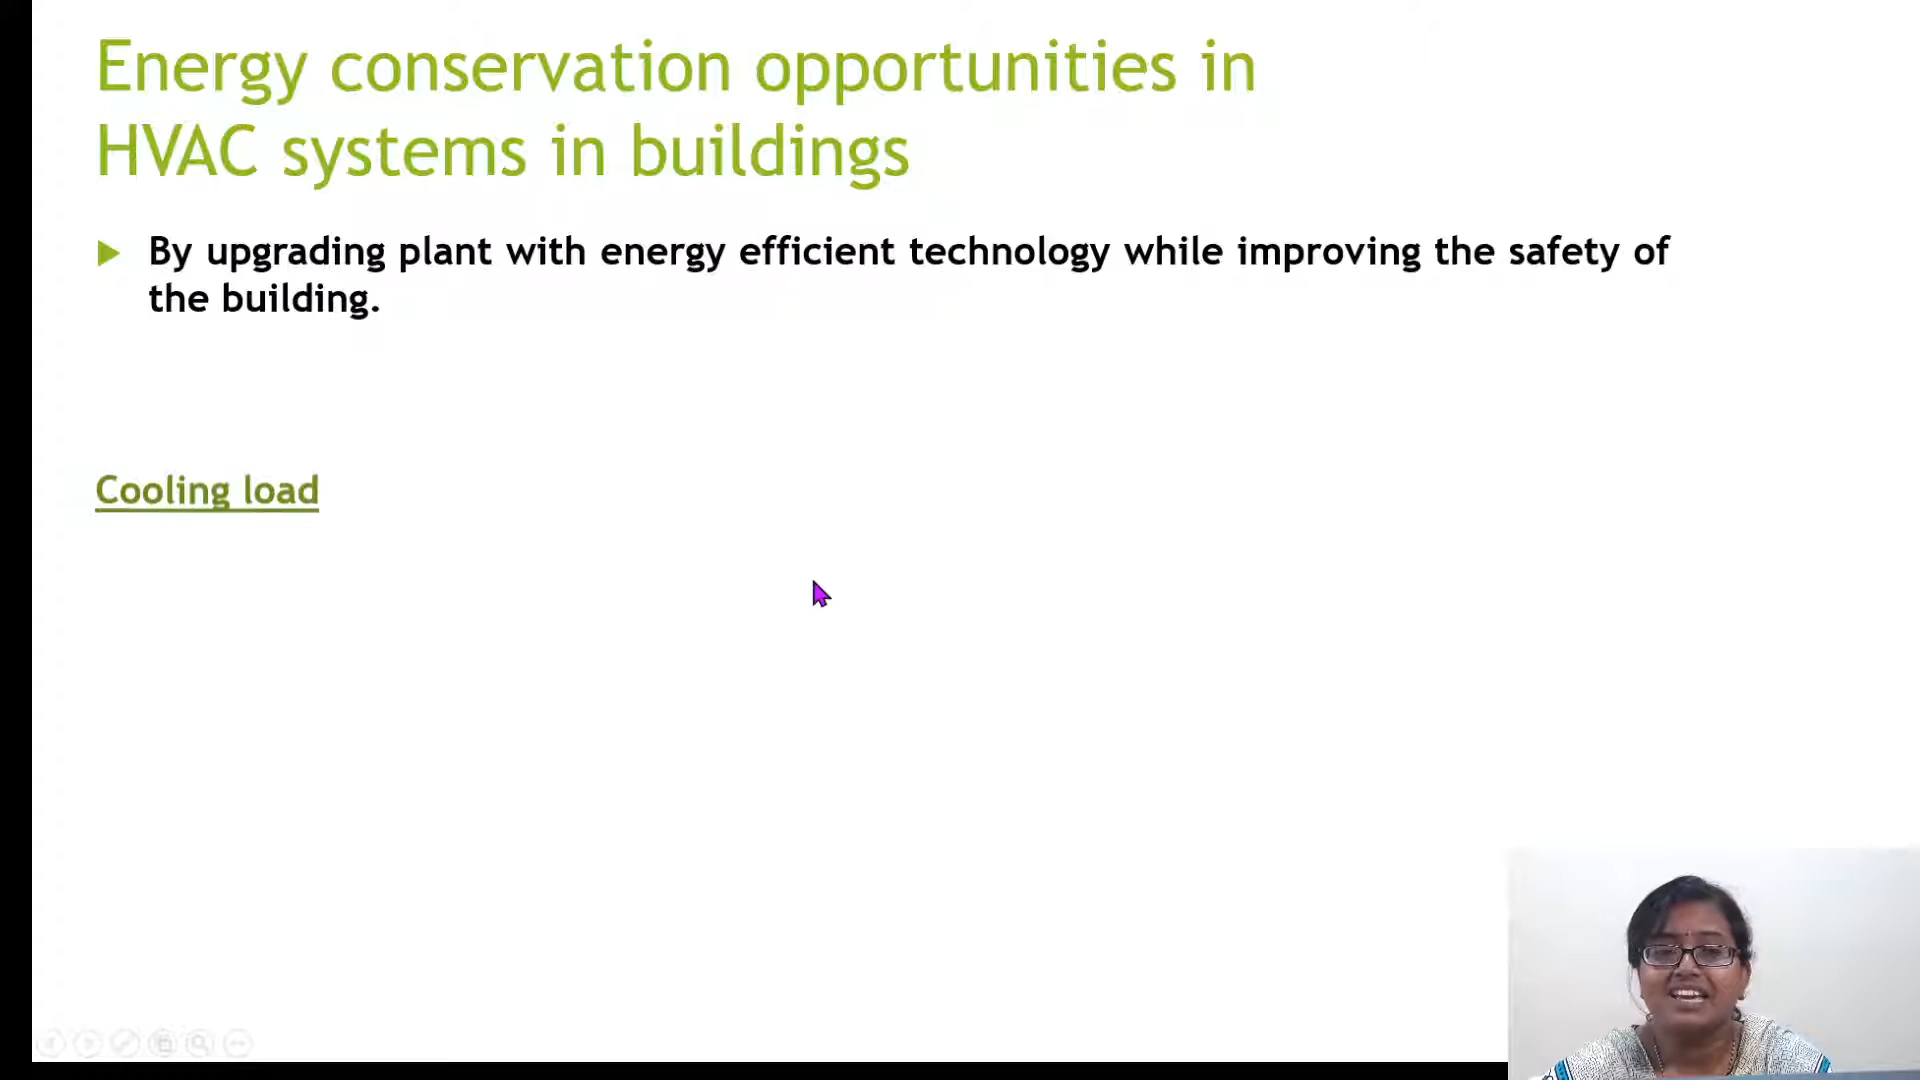 Energy conservation opportunities in
HVAC systems in buildings
By upgrading plant with energy efficient technology while improving the safety of
the building.
Cooling load